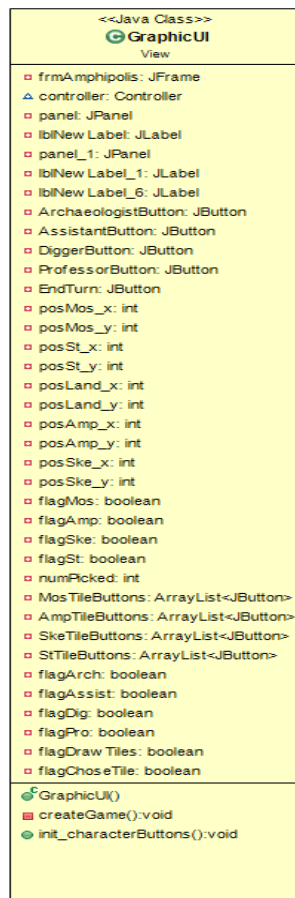 <<Java Class>>
GraphicUI
View
frmAmphipolis: JFrame
controller: Controller
panel: JPanel
lblNew Label: JLabel
panel_1: JPanel
lblNew Label_1: JLabel
lblNew Label_6: JLabel
ArchaeologistButton: JButton
AssistantButton: JButton
DiggerButton: JButton
ProfessorButton: JButton
EndTurn: JButton
posMos_x: int
posMos_y: int
posSt_x: int
posSt_y: int
posLand_x: int
posLand_y: int
posAmp_x: int
posAmp_y: int
posSke_x: int
posSke_y: int
flagMos: boolean
flagAmp: boolean
flagSke: boolean
flagSt: boolean
numPicked: int
MosTileButtons: ArrayList<JButton>
AmpTileButtons: ArrayList<JButton>
SkeTileButtons: ArrayList<JButton>
StTileButtons: ArrayList<JButton>
flagArch: boolean
flagAssist: boolean
flagDig: boolean
flagPro: boolean
flagDraw Tiles: boolean
flagChoseTile: boolean
GraphicUI()
createGame():void
init_characterButtons():void